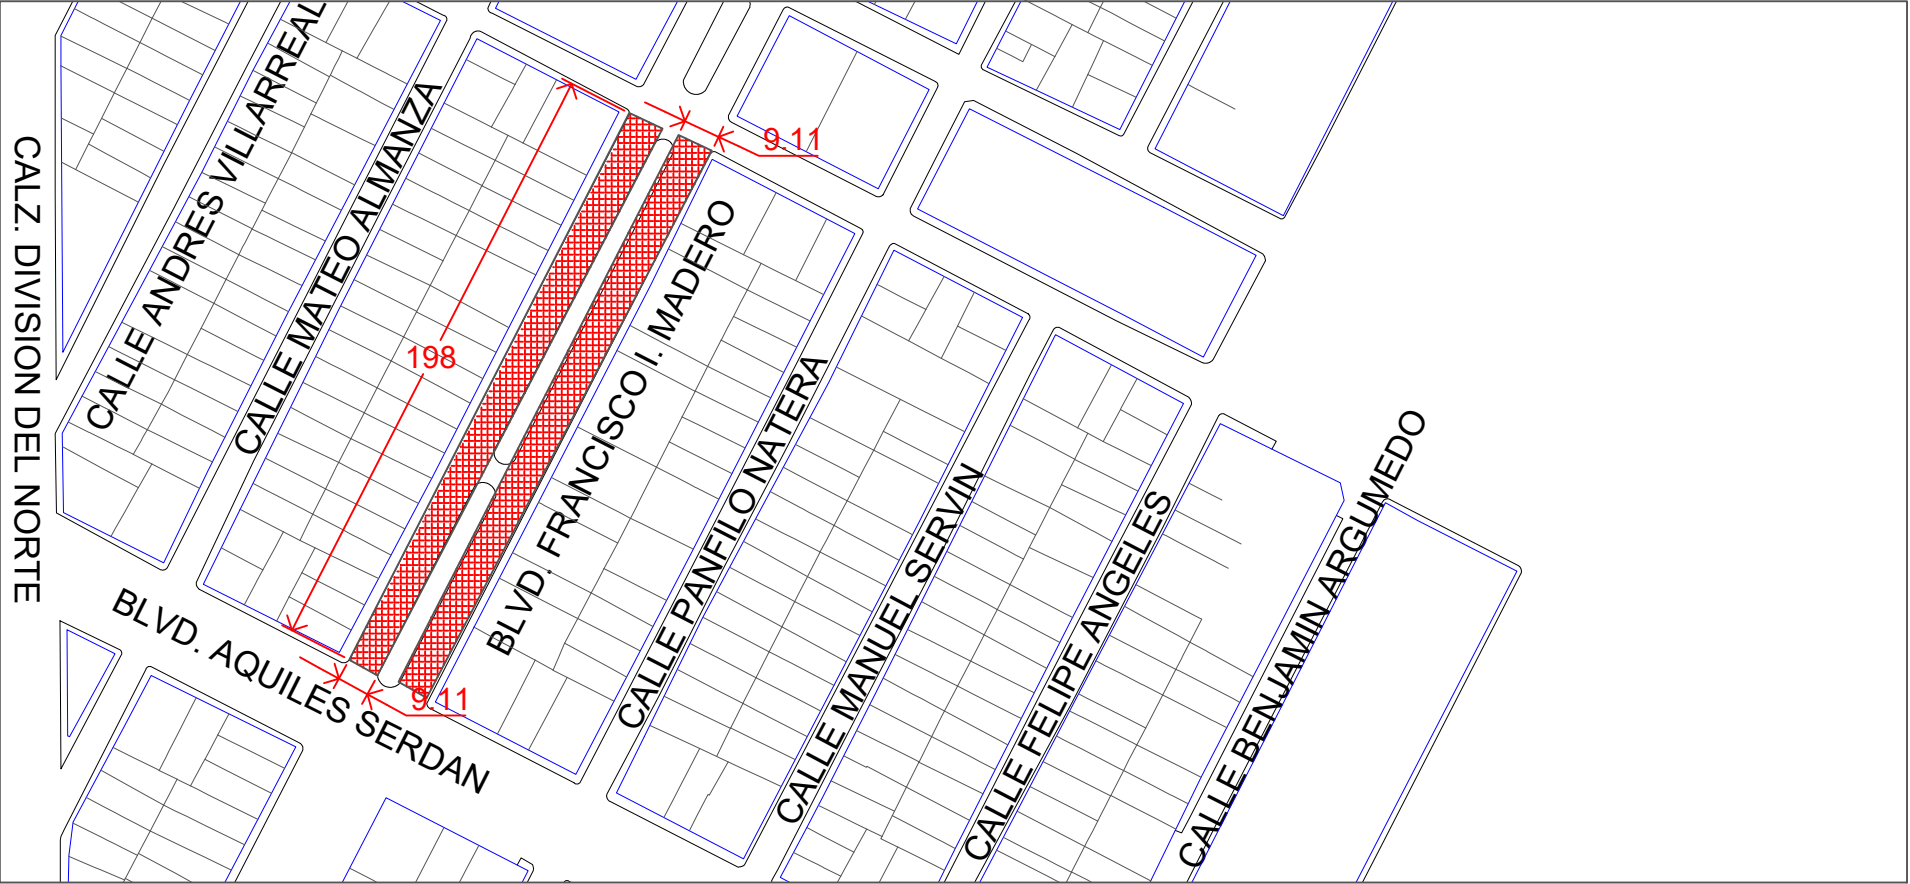 CALZ. DIVISION DEL NORTE
CALLE ANDRES VILLARREAL
CALLE MATEO ALMANZA
198
9.11
BLVD. FRANCISCO I. MADERO
9.11
BLVD. AQUILES SERDAN
CALLE PANFILO NATERA
CALLE MANUEL SERVIN
CALLE FELIPE ANGELES
CALLE BENJAMIN ARGUMEDO